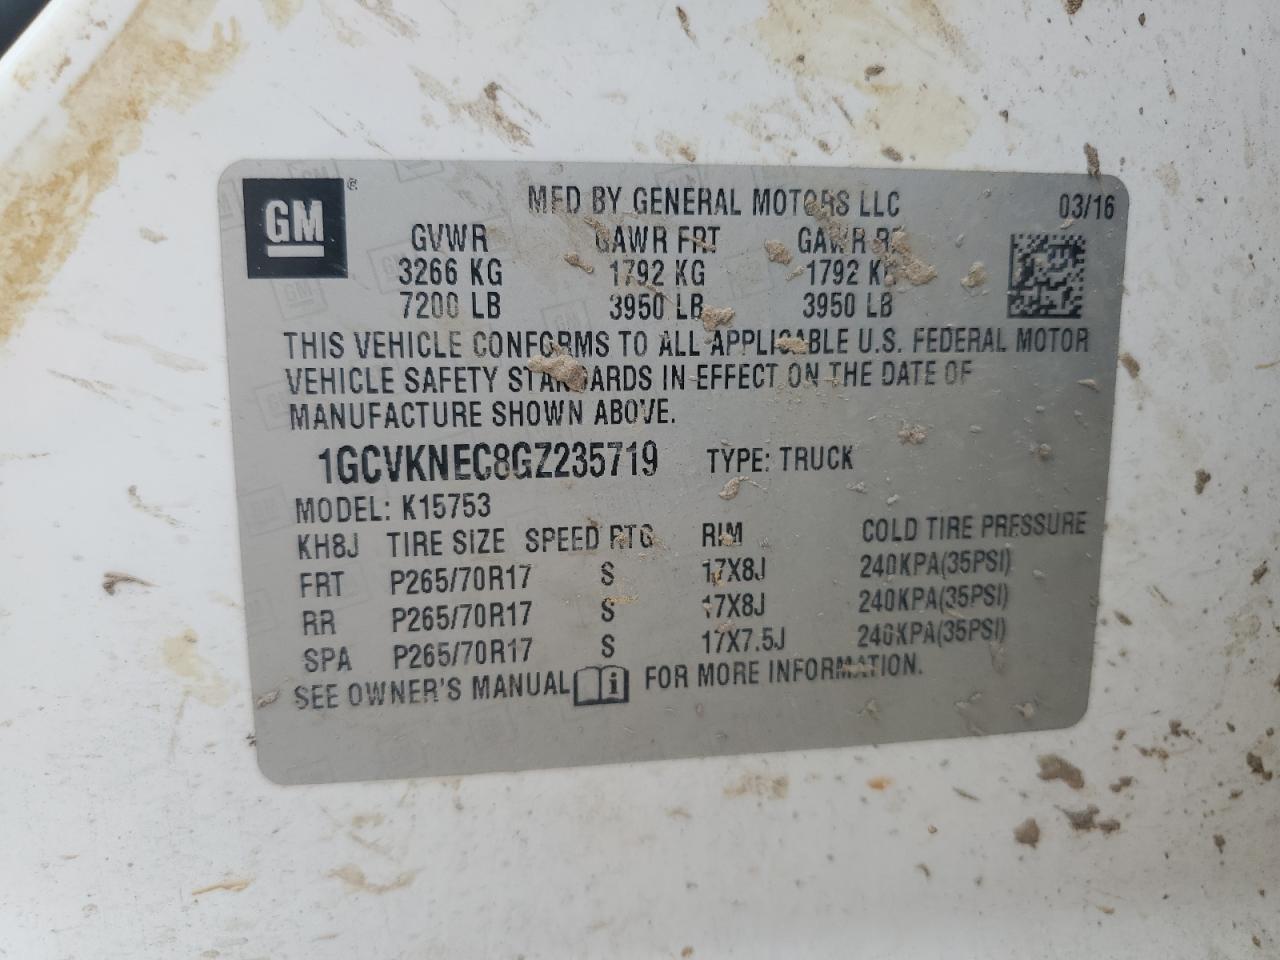 GM ® MFD BY GENERAL MOTORS LLC 03/16
GVWR GAWR FRT GAWR RR
3266 KG 1792 KG 1792 KG
7200 LB 3950 LB 3950 LB
THIS VEHICLE CONFORMS TO ALL APPLICABLE U.S. FEDERAL MOTOR
VEHICLE SAFETY STANDARDS IN EFFECT ON THE DATE OF
MANUFACTURE SHOWN ABOVE.
1GCVKNEC8GZ235719 TYPE: TRUCK
MODEL: K15753
KH8J TIRE SIZE SPEED RTG RIM COLD TIRE PRESSURE
FRT P265/70R17 S 17X8J 240KPA(35PSI)
RR P265/70R17 S 17X8J 240KPA(35PSI)
SPA P265/70R17 S 17X7.5J 240KPA(35PSI)
SEE OWNER'S MANUAL i FOR MORE INFORMATION.